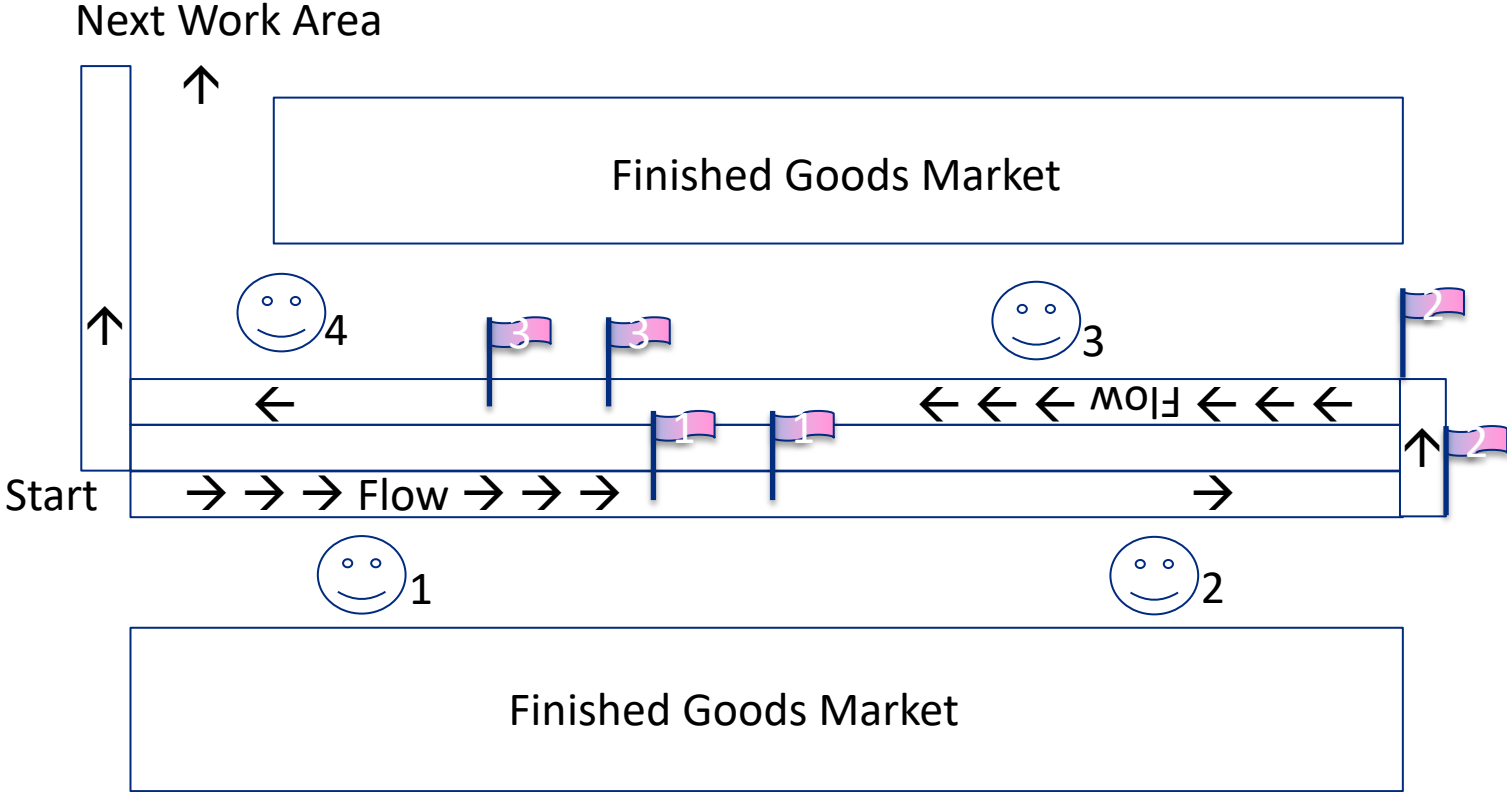 Next Work Area
↑
Finished Goods Market
↑
4
3
3
3
2
← ← ← ← Flow ← ← ←
1
1
↑
2
Start
→ → → Flow → → → →
1
2
Finished Goods Market